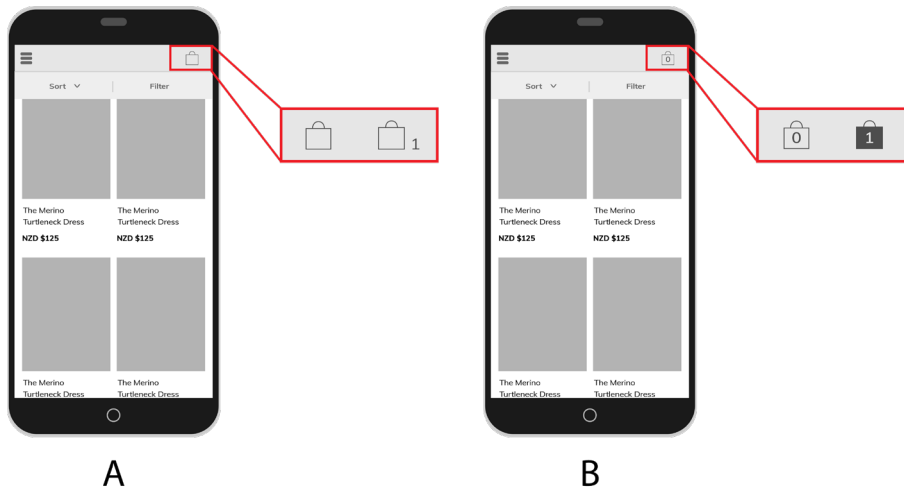 0
Sort Filter
1
The Merino The Merino
Turtleneck Dress Turtleneck Dress
NZD $125 NZD $125
The Merino The Merino
Turtleneck Dress Turtleneck Dress
A
Sort Filter
0 1
The Merino The Merino
Turtleneck Dress Turtleneck Dress
NZD $125 NZD $125
The Merino The Merino
Turtleneck Dress Turtleneck Dress
B